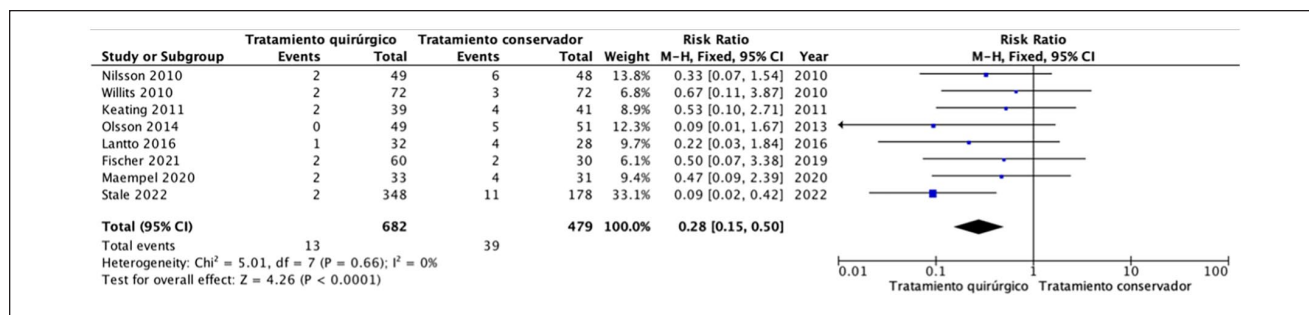 Tratamiento quirúrgico Tratamiento conservador Risk Ratio Risk Ratio
Study or Subgroup Events Total Events Total Weight M-H, Fixed, 95% CI Year M-H, Fixed, 95% CI
Nilsson 2010 2 49 6 48 13.8% 0.33 [0.07, 1.54] 2010
Willits 2010 2 72 3 72 6.8% 0.67 [0.11, 3.87] 2010
Keating 2011 2 39 4 41 8.9% 0.53 [0.10, 2.71] 2011
Olsson 2014 0 49 5 51 12.3% 0.09 [0.01, 1.67] 2013
Lantto 2016 1 32 4 28 9.7% 0.22 [0.03, 1.84] 2016
Fischer 2021 2 60 2 30 6.1% 0.50 [0.07, 3.38] 2019
Maempel 2020 2 33 4 31 9.4% 0.47 [0.09, 2.39] 2020
Stale 2022 2 348 11 178 33.1% 0.09 [0.02, 0.42] 2022
Total (95% CI) 682 479 100.0% 0.28 [0.15, 0.50]
Total events 13 39
Heterogeneity: Chi² = 5.01, df = 7 (P = 0.66); I² = 0%
Test for overall effect: Z = 4.26 (P < 0.0001)
0.01 0.1 1 10 100
Tratamiento quirúrgico Tratamiento conservador